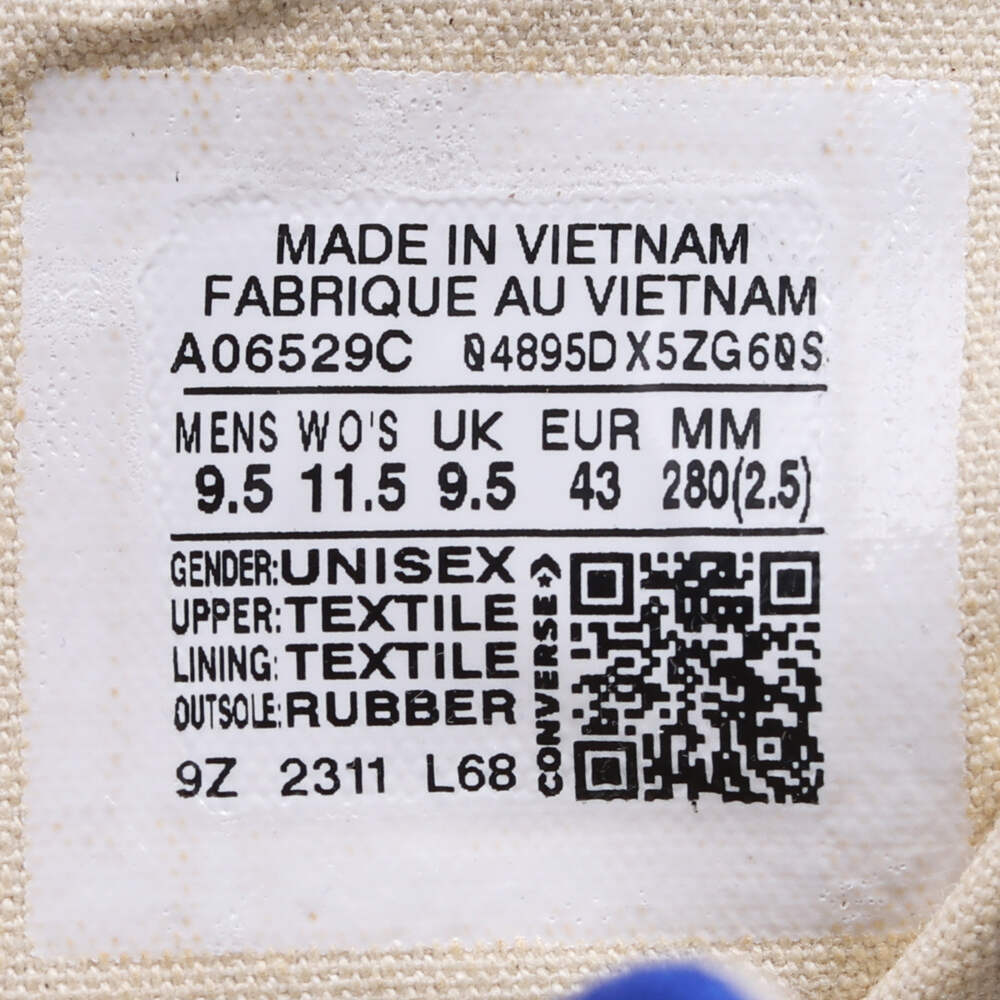 MADE IN VIETNAM
FABRIQUE AU VIETNAM
A06529C 04895DX5ZG60S
MENS WO'S UK EUR MM
9.5 11.5 9.5 43 280(2.5)
GENDER:UNISEX
UPPER:TEXTILE
LINING:TEXTILE
OUTSOLE:RUBBER
9Z 2311 L68
CONVERSE